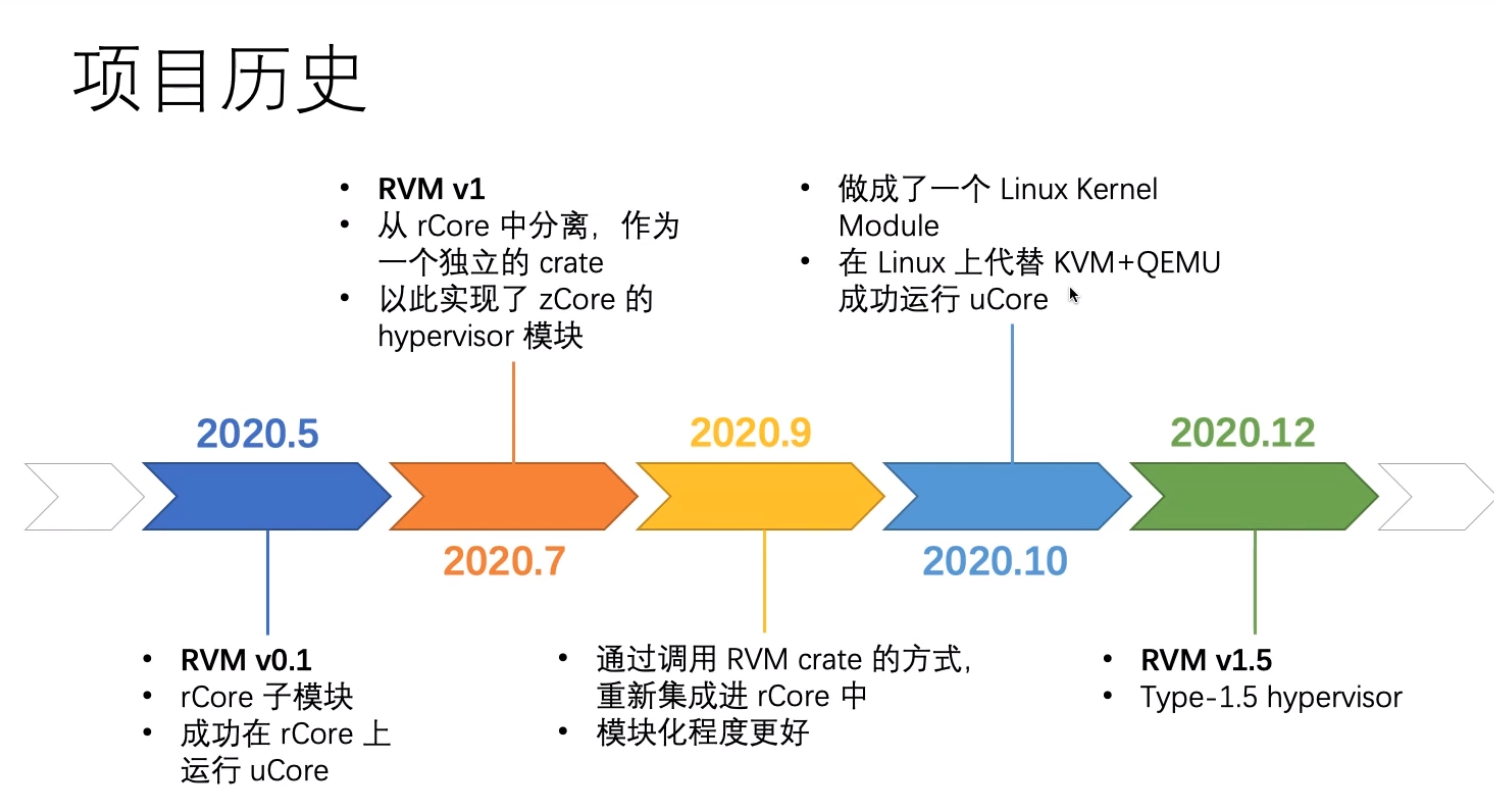 项目历史
• RVM v1
• 从 rCore 中分离，作为
一个独立的 crate
• 以此实现了 zCore 的
hypervisor 模块
• 做成了一个 Linux Kernel
Module
• 在 Linux 上代替 KVM+QEMU
成功运行 uCore
2020.5
2020.7
2020.9
2020.10
2020.12
• RVM v0.1
• rCore 子模块
• 成功在 rCore 上
运行 uCore
• 通过调用 RVM crate 的方式，
重新集成进 rCore 中
• 模块化程度更好
• RVM v1.5
• Type-1.5 hypervisor